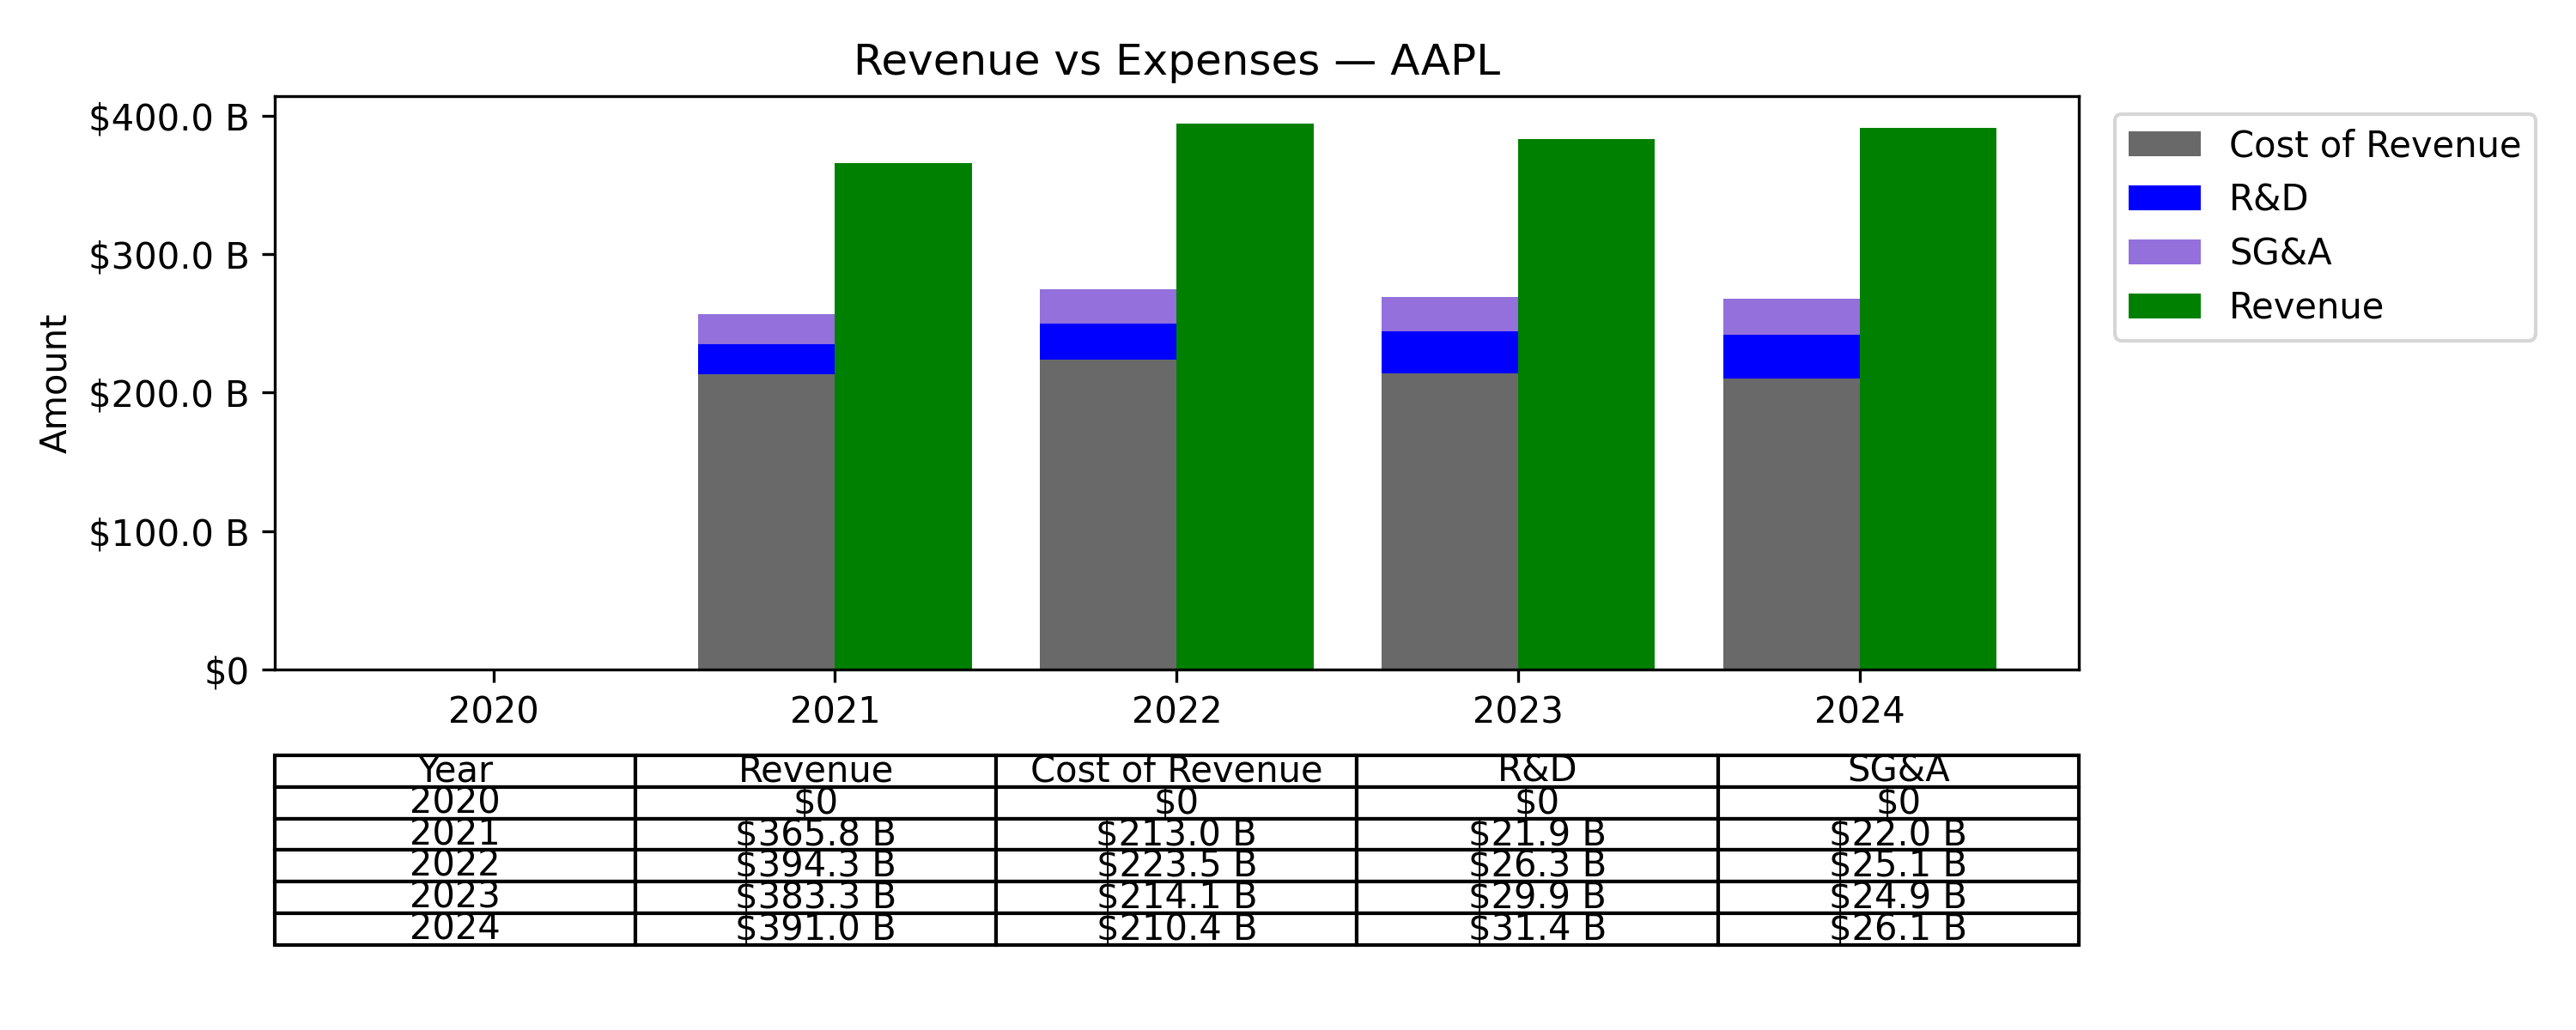 Revenue vs Expenses — AAPL
$400.0 B
$300.0 B
$200.0 B
$100.0 B
$0
Amount
2020 2021 2022 2023 2024
Cost of Revenue
R&D
SG&A
Revenue
Year Revenue Cost of Revenue R&D SG&A
2020 $0 $0 $0 $0
2021 $365.8 B $213.0 B $21.9 B $22.0 B
2022 $394.3 B $223.5 B $26.3 B $25.1 B
2023 $383.3 B $214.1 B $29.9 B $24.9 B
2024 $391.0 B $210.4 B $31.4 B $26.1 B